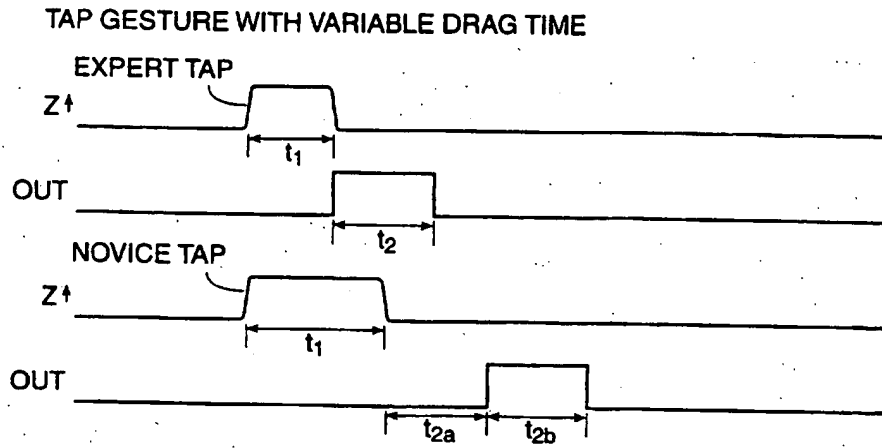 TAP GESTURE WITH VARIABLE DRAG TIME
EXPERT TAP
Z
t1
OUT
t2
NOVICE TAP
Z
t1
OUT
t2a t2b